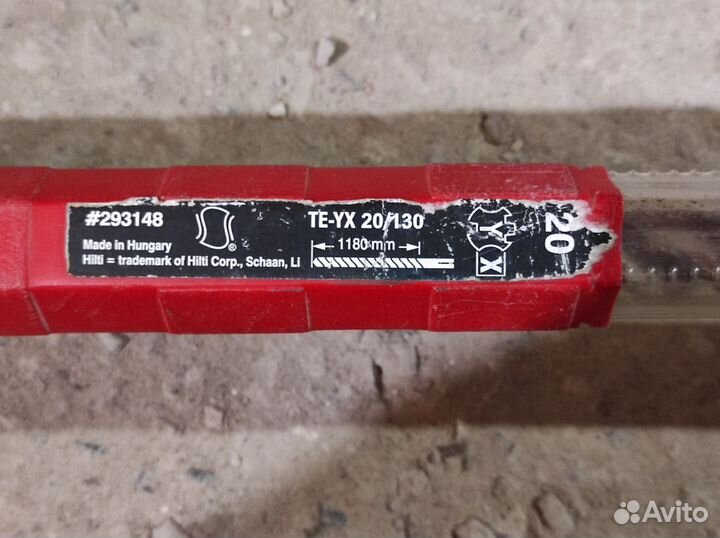 #293148
Made in Hungary
Hilti = trademark of Hilti Corp., Schaan, LI
®
TE-YX 20/130
1180 mm
Y
X
20
Avito